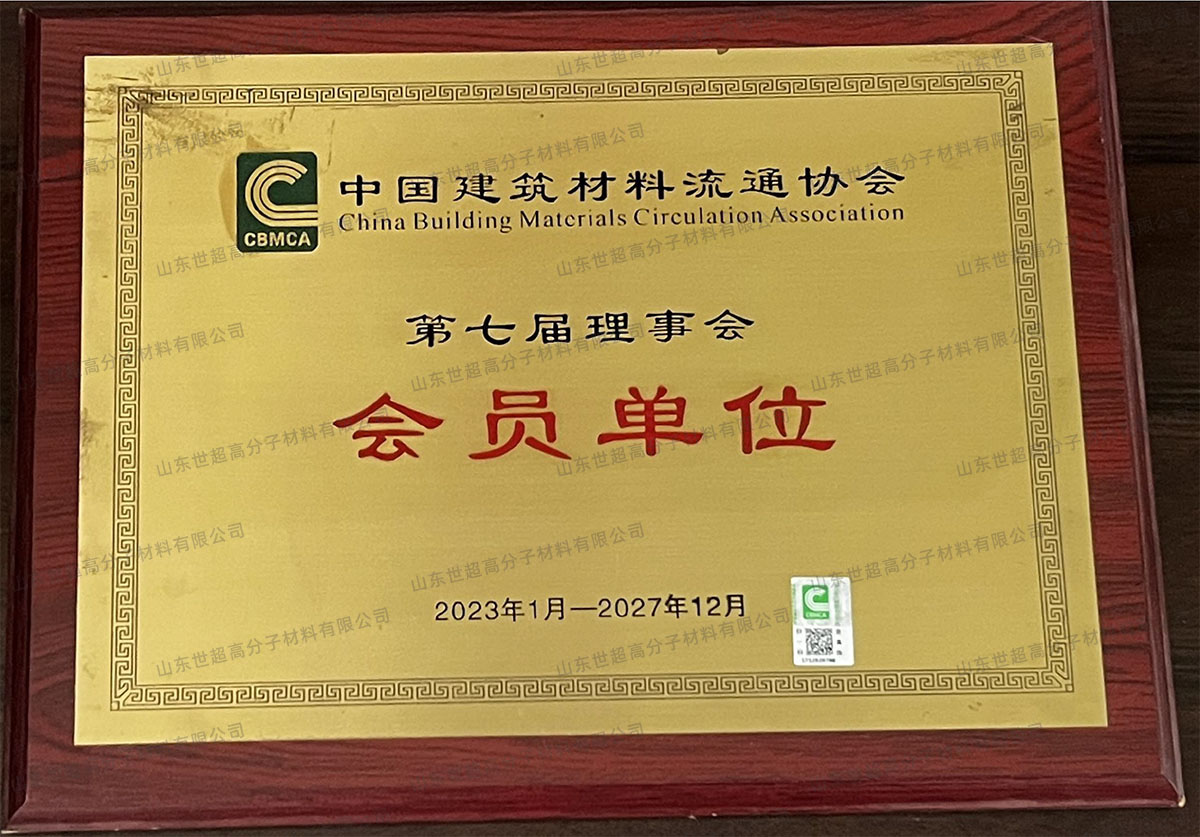 中国建筑材料流通协会
China Building Materials Circulation Association
CBMCA
第七届理事会
会员单位
2023年1月—2027年12月
CBMCA
山东世超高分子材料有限公司